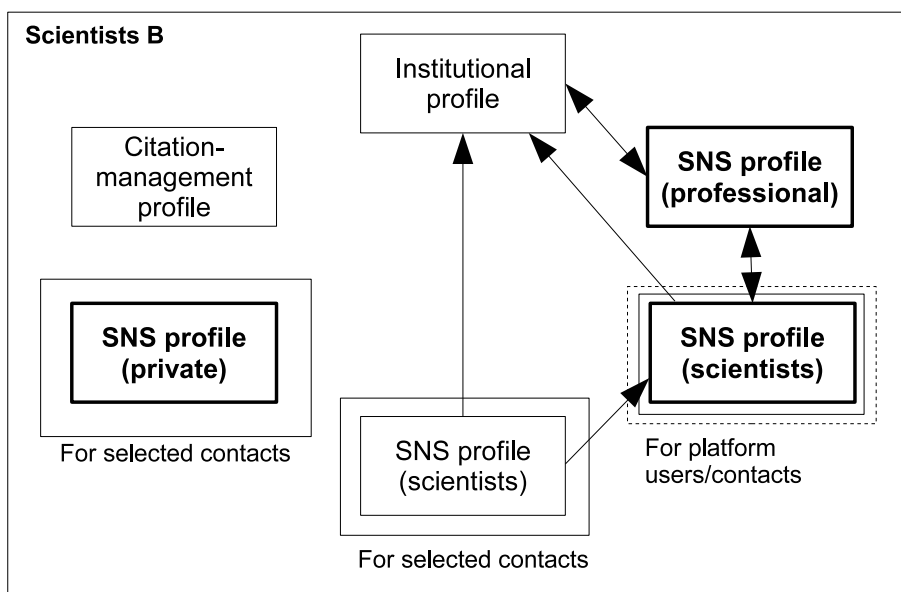 Scientists B
Institutional
profile
Citation-
management
profile
SNS profile
(professional)
SNS profile
(private)
SNS profile
(scientists)
For selected contacts
For platform
users/contacts
SNS profile
(scientists)
For selected contacts